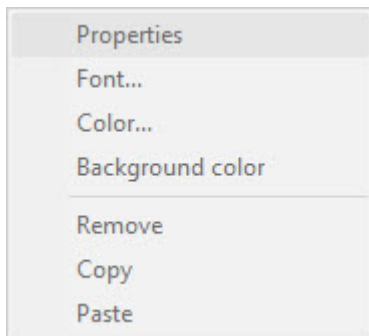 Properties
Font...
Color...
Background color
Remove
Copy
Paste